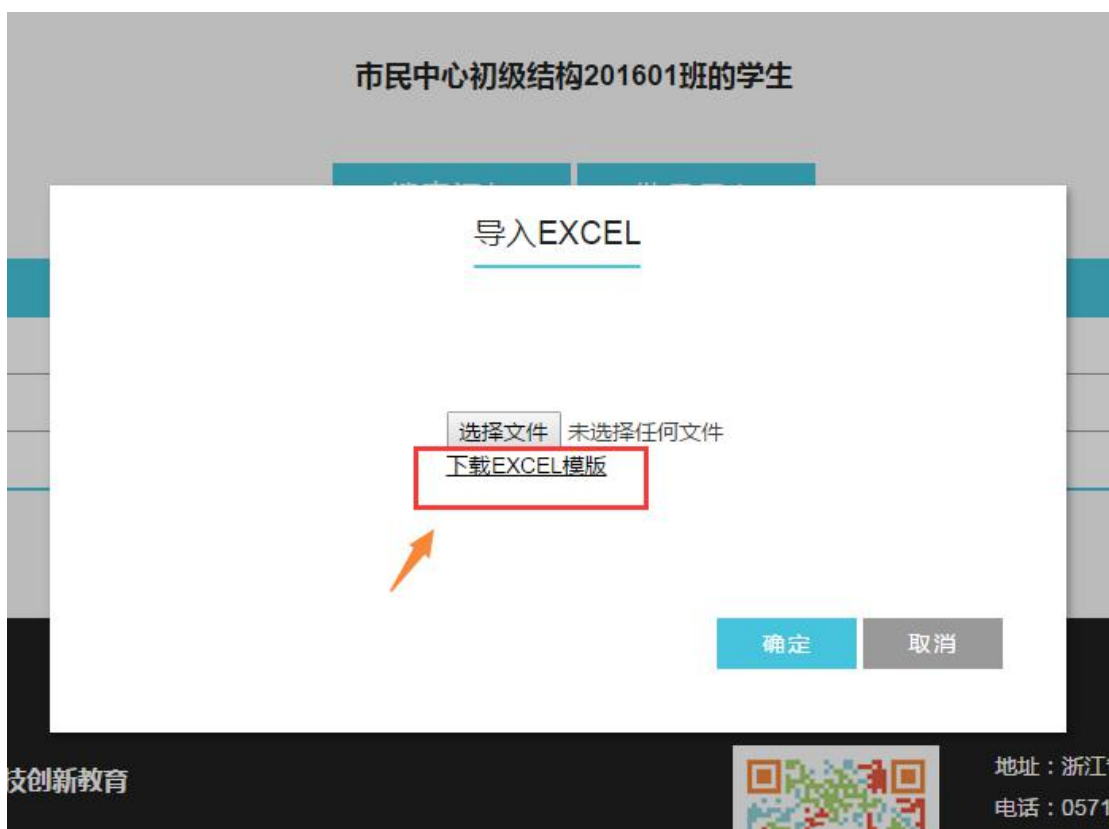 市民中心初级结构201601班的学生
导入EXCEL
选择文件 未选择任何文件
下载EXCEL模版
确定 取消
技创新教育
地址：浙江
电话：0571